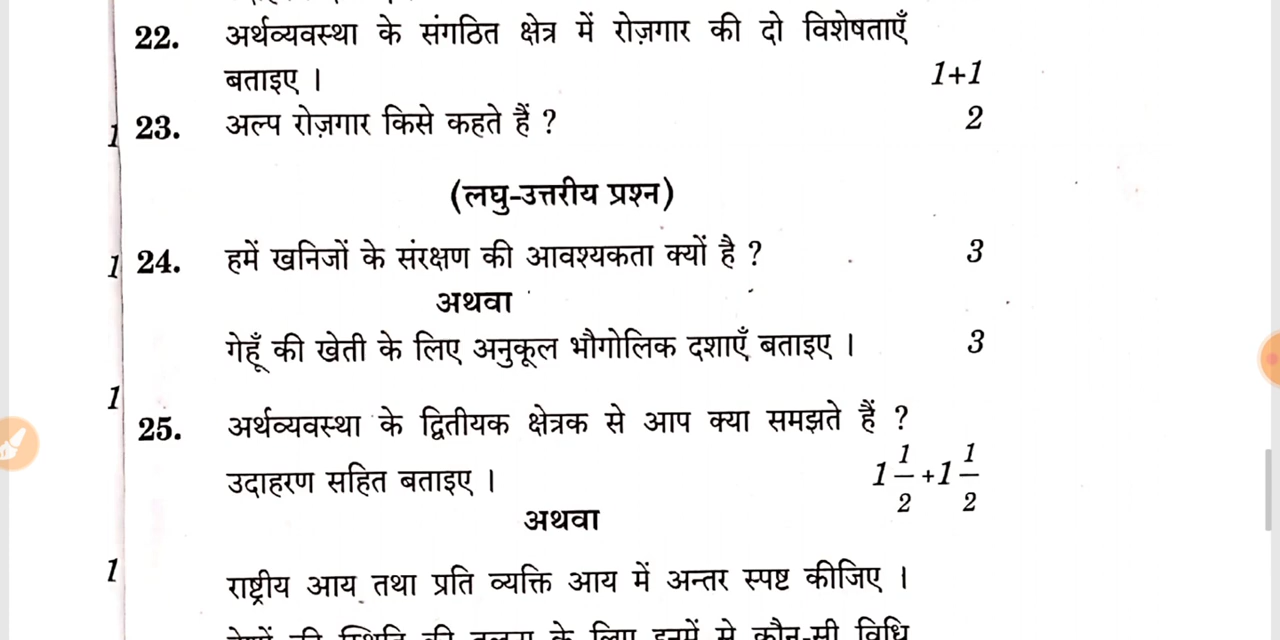 22. अर्थव्यवस्था के संगठित क्षेत्र में रोज़गार की दो विशेषताएँ
बताइए । 1+1
1 23. अल्प रोज़गार किसे कहते हैं ? 2
(लघु-उत्तरीय प्रश्न)
1 24. हमें खनिजों के संरक्षण की आवश्यकता क्यों है ? 3
अथवा
गेहूँ की खेती के लिए अनुकूल भौगोलिक दशाएँ बताइए । 3
1
25. अर्थव्यवस्था के द्वितीयक क्षेत्रक से आप क्या समझते हैं ?
उदाहरण सहित बताइए । 1 1/2 + 1 1/2
अथवा
1 राष्ट्रीय आय तथा प्रति व्यक्ति आय में अन्तर स्पष्ट कीजिए ।
की के लिए इनमें से कौन-सी विधि